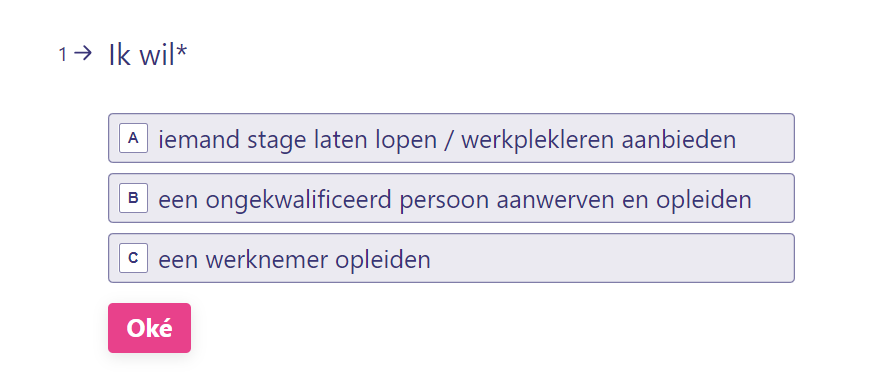 1 → Ik wil*
A iemand stage laten lopen / werkplekleren aanbieden
B een ongekwalificeerd persoon aanwerven en opleiden
C een werknemer opleiden
Oké